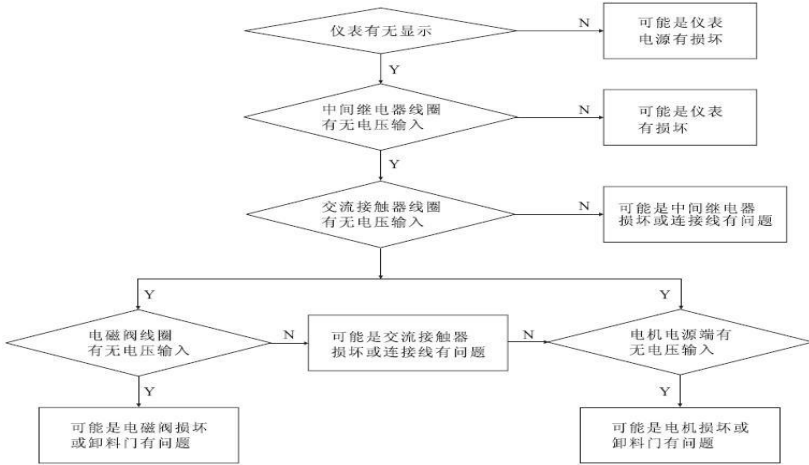 仪表有无显示
N
可能是仪表
电源有损坏
Y
中间继电器线圈
有无电压输入
N
可能是仪表
有损坏
Y
交流接触器线圈
有无电压输入
N
可能是中间继电器
损坏或连接线有问题
Y
Y
电磁阀线圈
有无电压输入
N
可能是交流接触器
损坏或连接线有问题
N
电机电源端有
无电压输入
Y
Y
可能是电磁阀损坏
或卸料门有问题
可能是电机损坏或
卸料门有问题